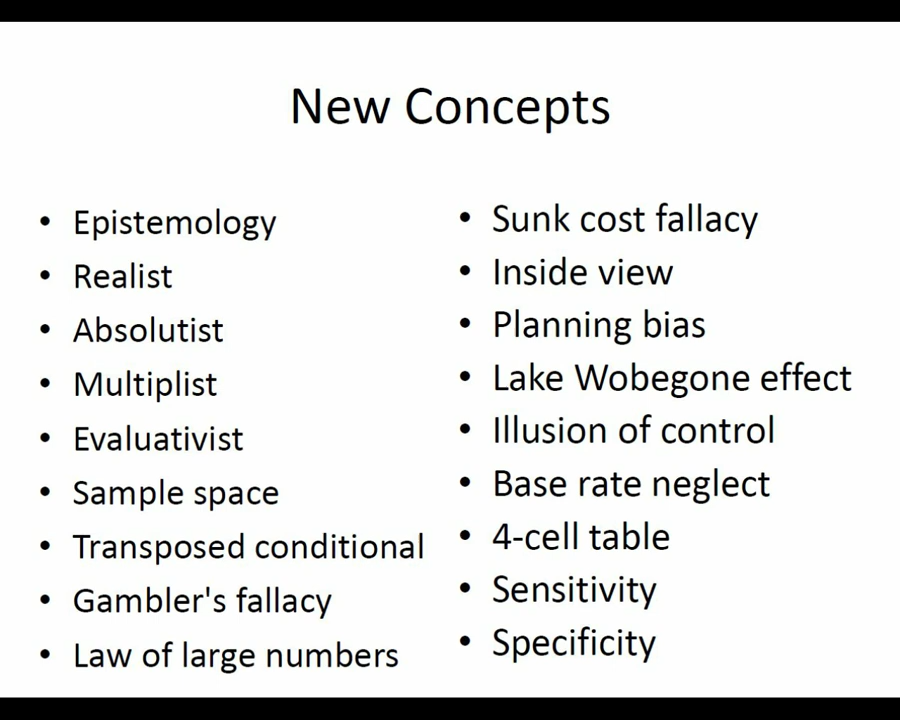 New Concepts
• Epistemology
• Realist
• Absolutist
• Multiplist
• Evaluativist
• Sample space
• Transposed conditional
• Gambler's fallacy
• Law of large numbers
• Sunk cost fallacy
• Inside view
• Planning bias
• Lake Wobegone effect
• Illusion of control
• Base rate neglect
• 4-cell table
• Sensitivity
• Specificity